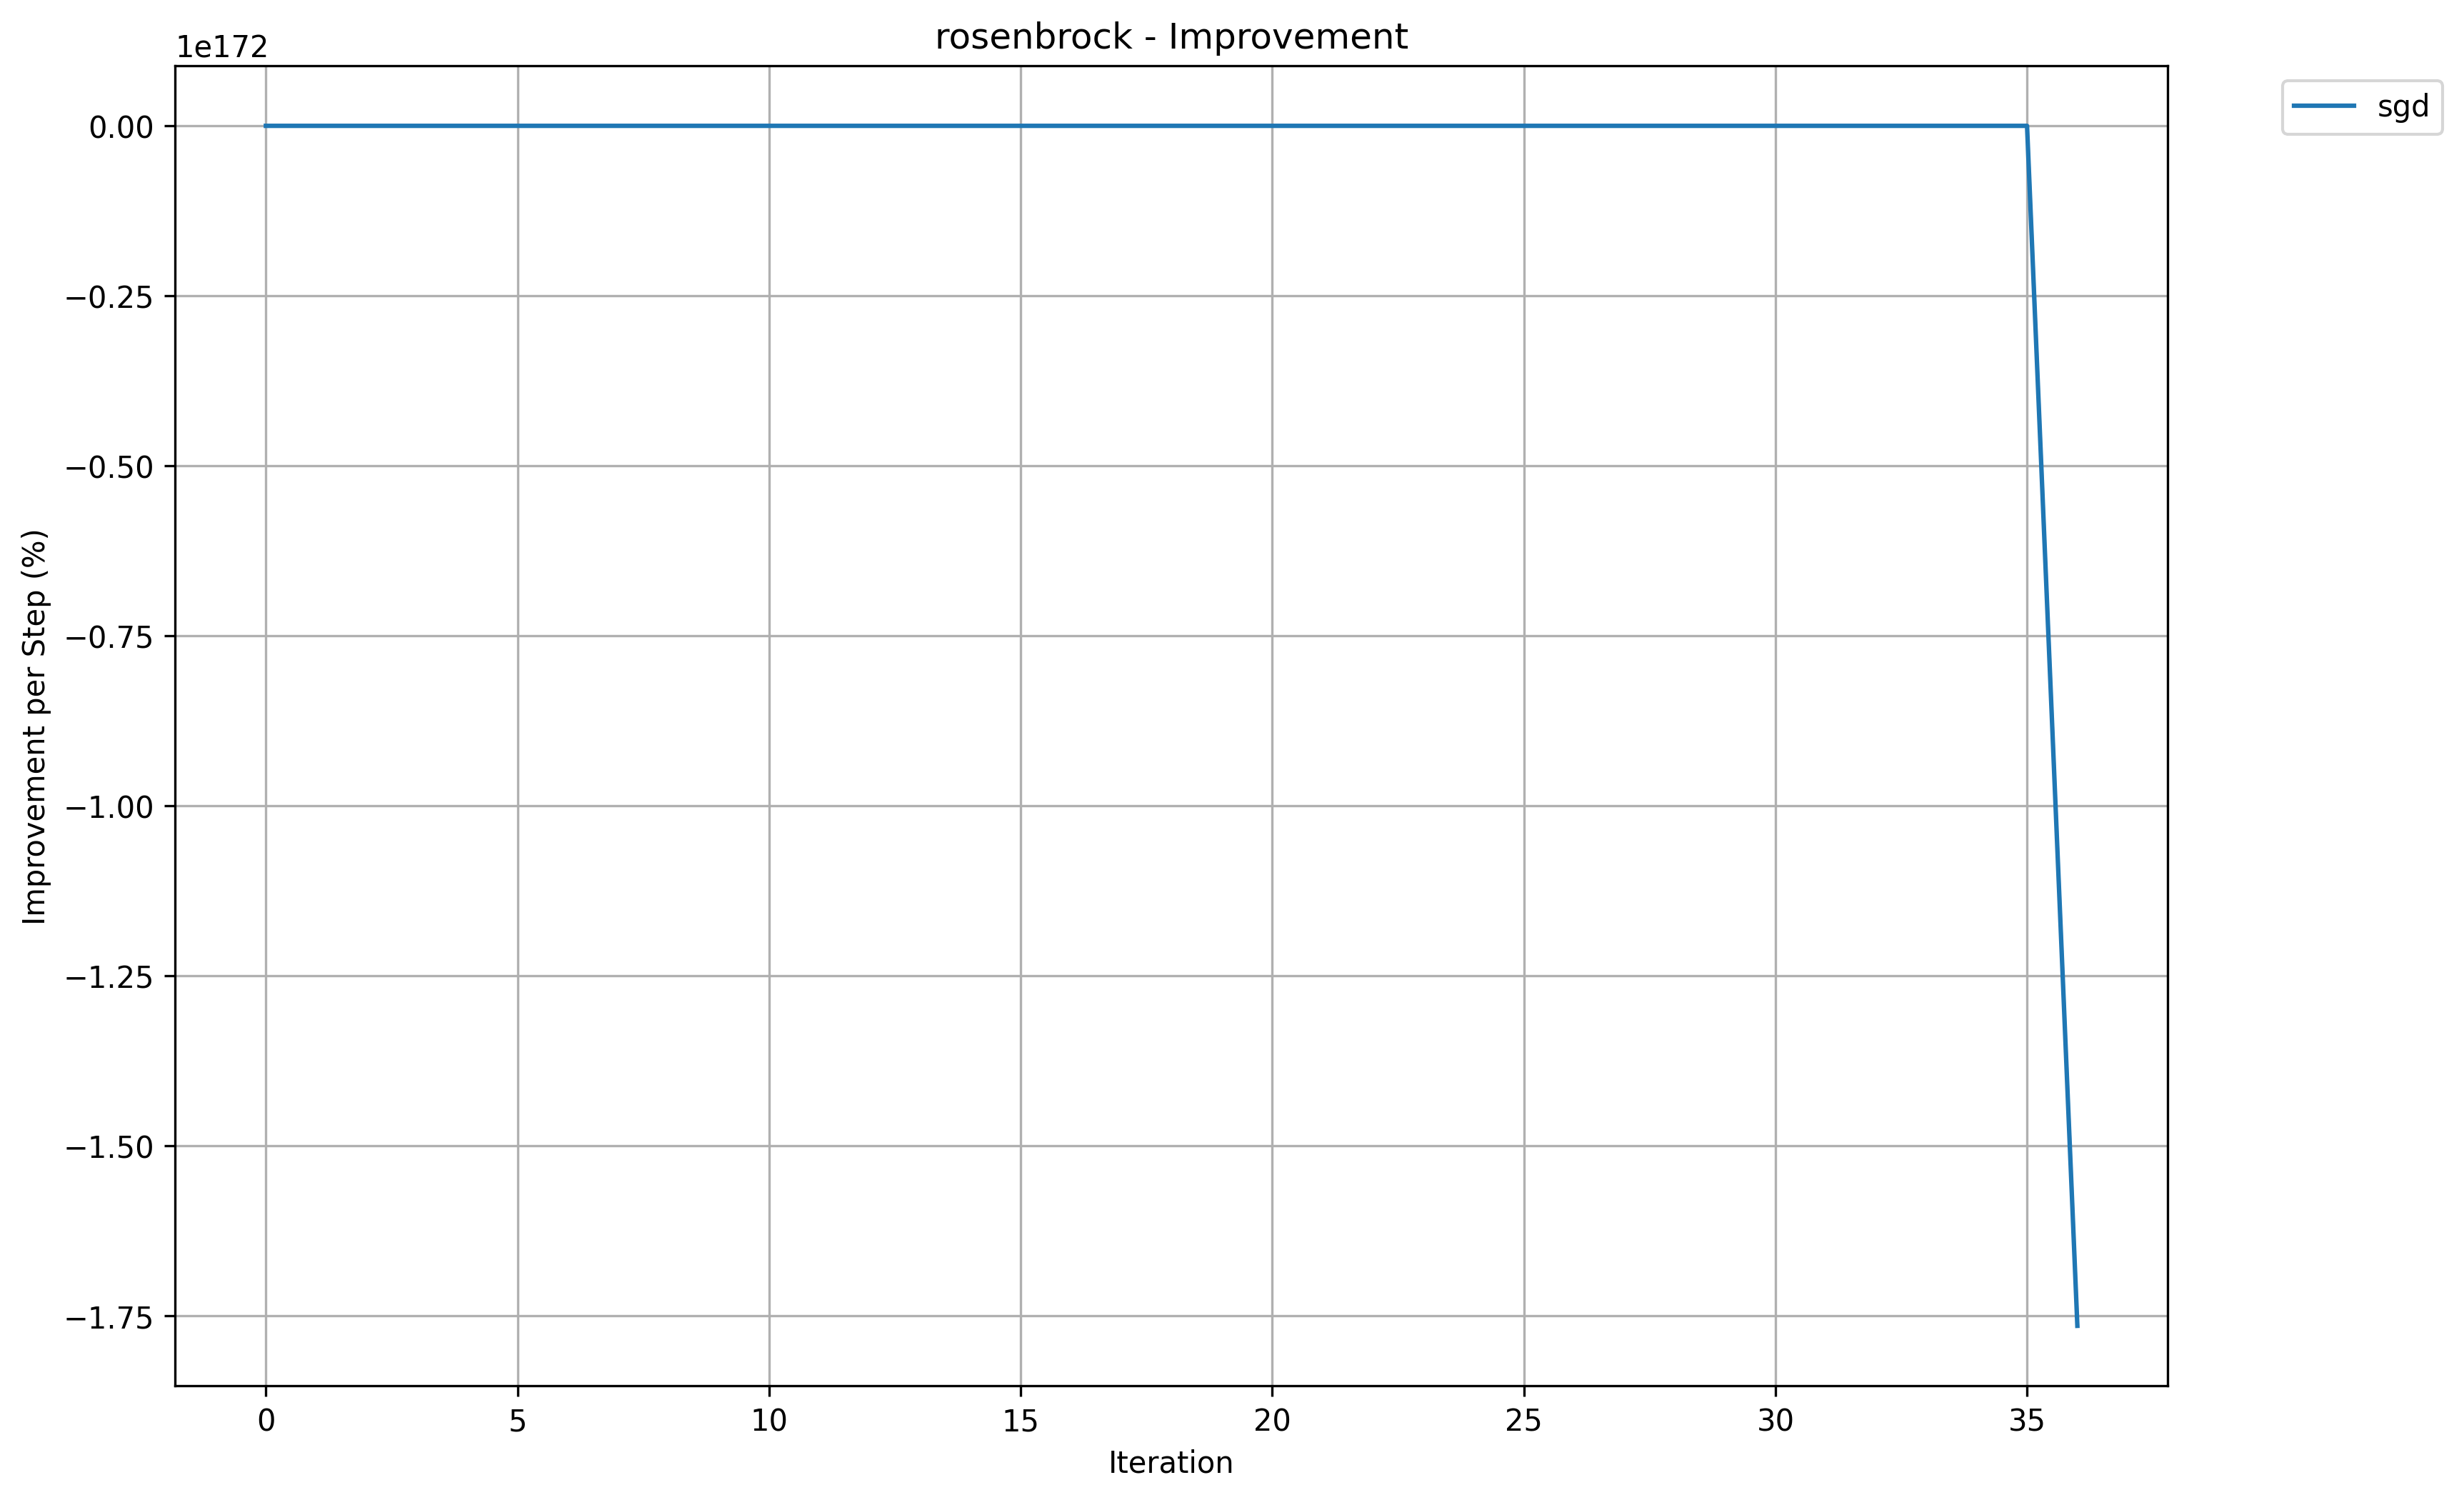 rosenbrock - Improvement
1e172
sgd
0.00
−0.25
−0.50
−0.75
−1.00
−1.25
−1.50
−1.75
Improvement per Step (%)
0 5 10 15 20 25 30 35
Iteration